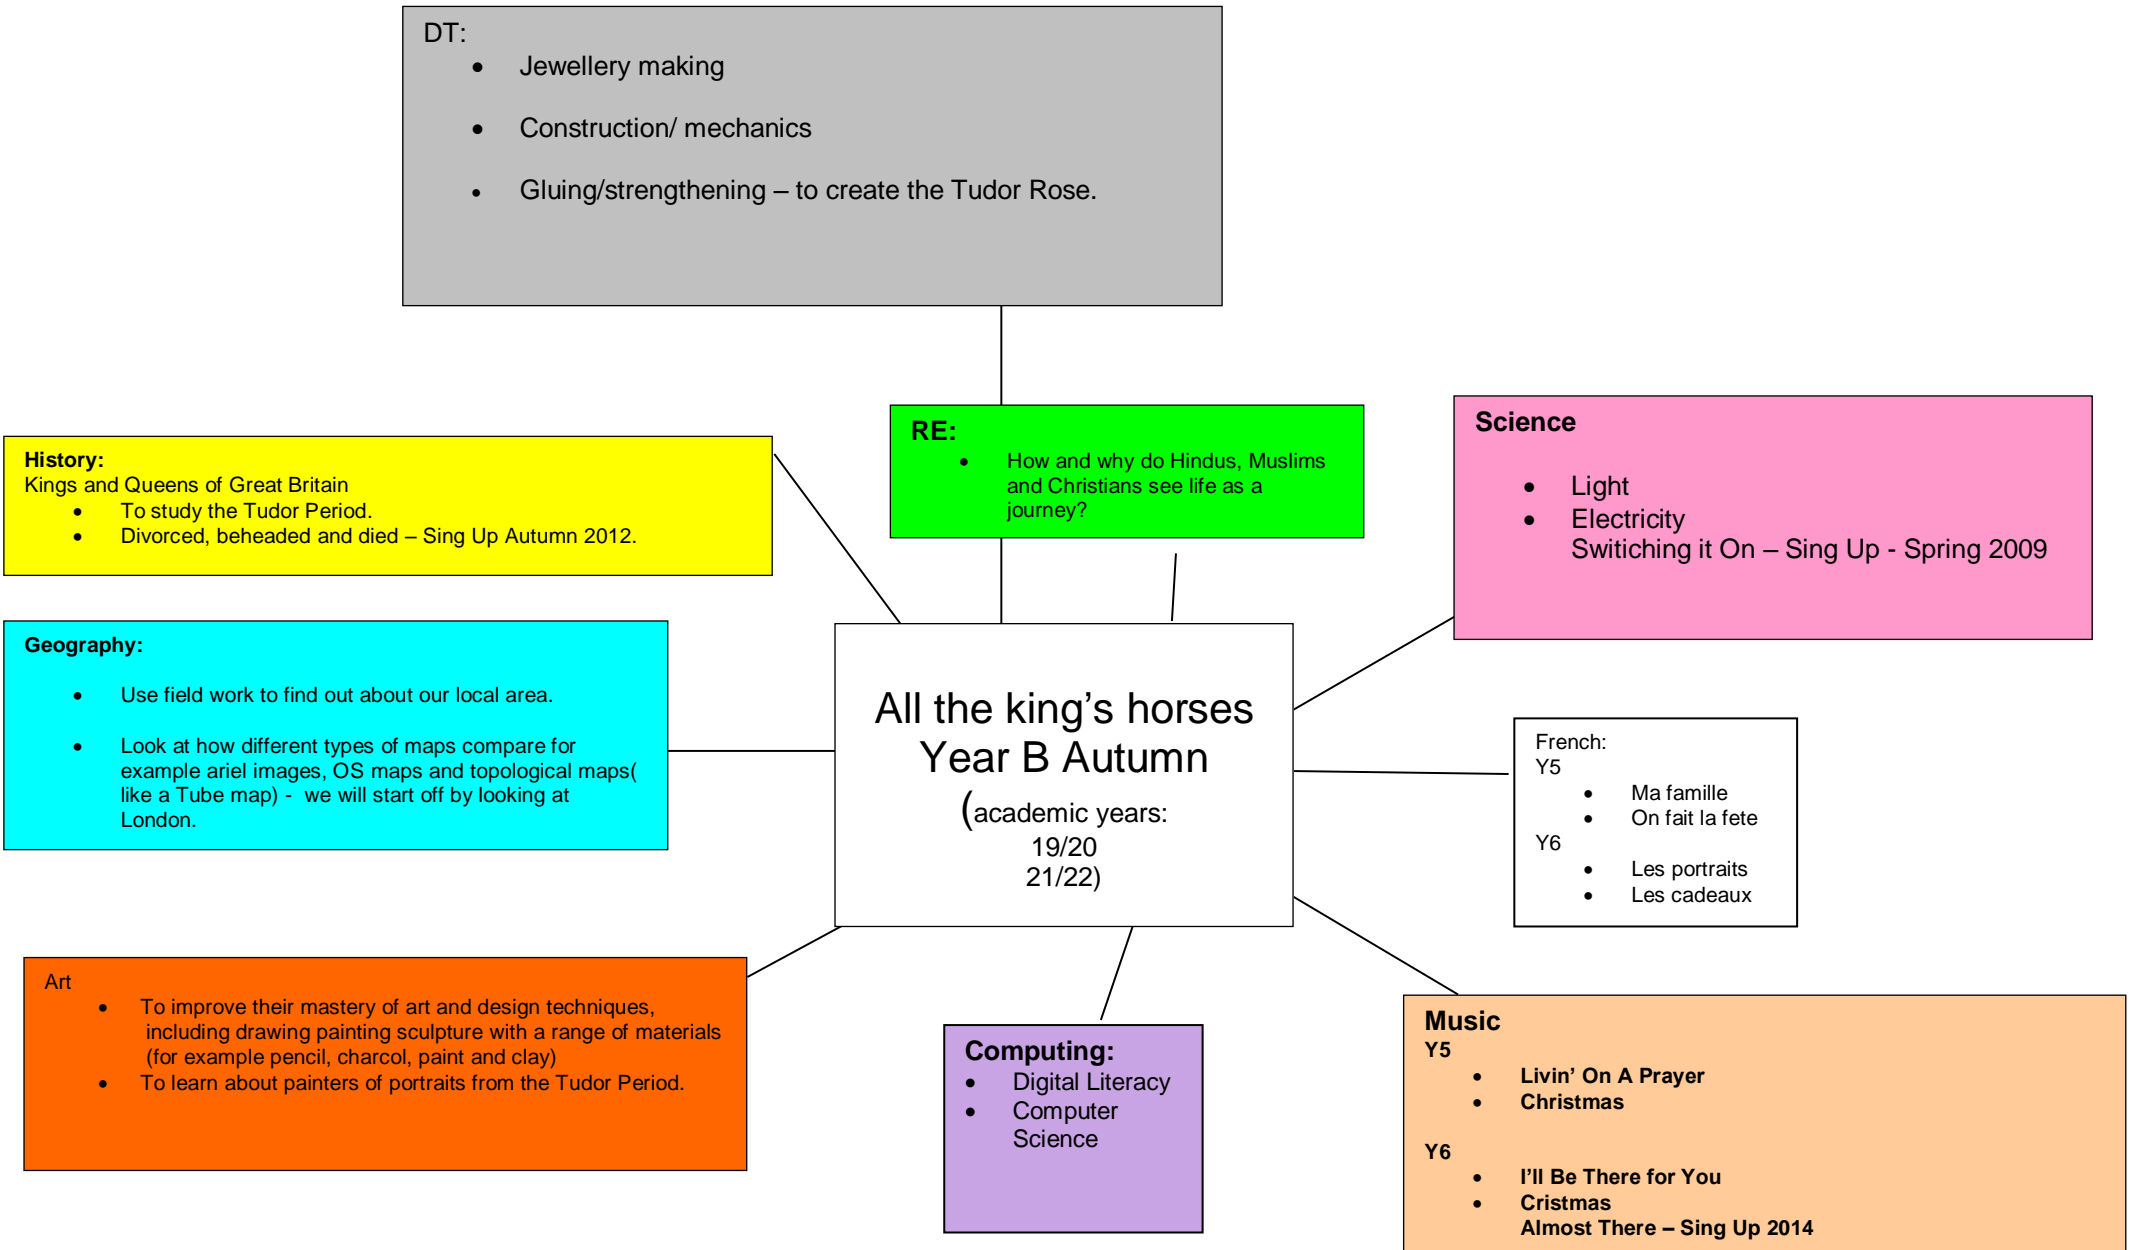 DT:
• Jewellery making
• Construction/ mechanics
• Gluing/strengthening – to create the Tudor Rose.
History:
Kings and Queens of Great Britain
• To study the Tudor Period.
• Divorced, beheaded and died – Sing Up Autumn 2012.
RE:
• How and why do Hindus, Muslims
and Christians see life as a
journey?
Science
• Light
• Electricity
Switiching it On – Sing Up - Spring 2009
Geography:
• Use field work to find out about our local area.
• Look at how different types of maps compare for
example ariel images, OS maps and topological maps(
like a Tube map) - we will start off by looking at
London.
All the king’s horses
Year B Autumn
(academic years:
19/20
21/22)
French:
Y5
• Ma famille
• On fait la fete
Y6
• Les portraits
• Les cadeaux
Art
• To improve their mastery of art and design techniques,
including drawing painting sculpture with a range of materials
(for example pencil, charcol, paint and clay)
• To learn about painters of portraits from the Tudor Period.
Computing:
• Digital Literacy
• Computer
Science
Music
Y5
• Livin’ On A Prayer
• Christmas
Y6
• I’ll Be There for You
• Cristmas
Almost There – Sing Up 2014